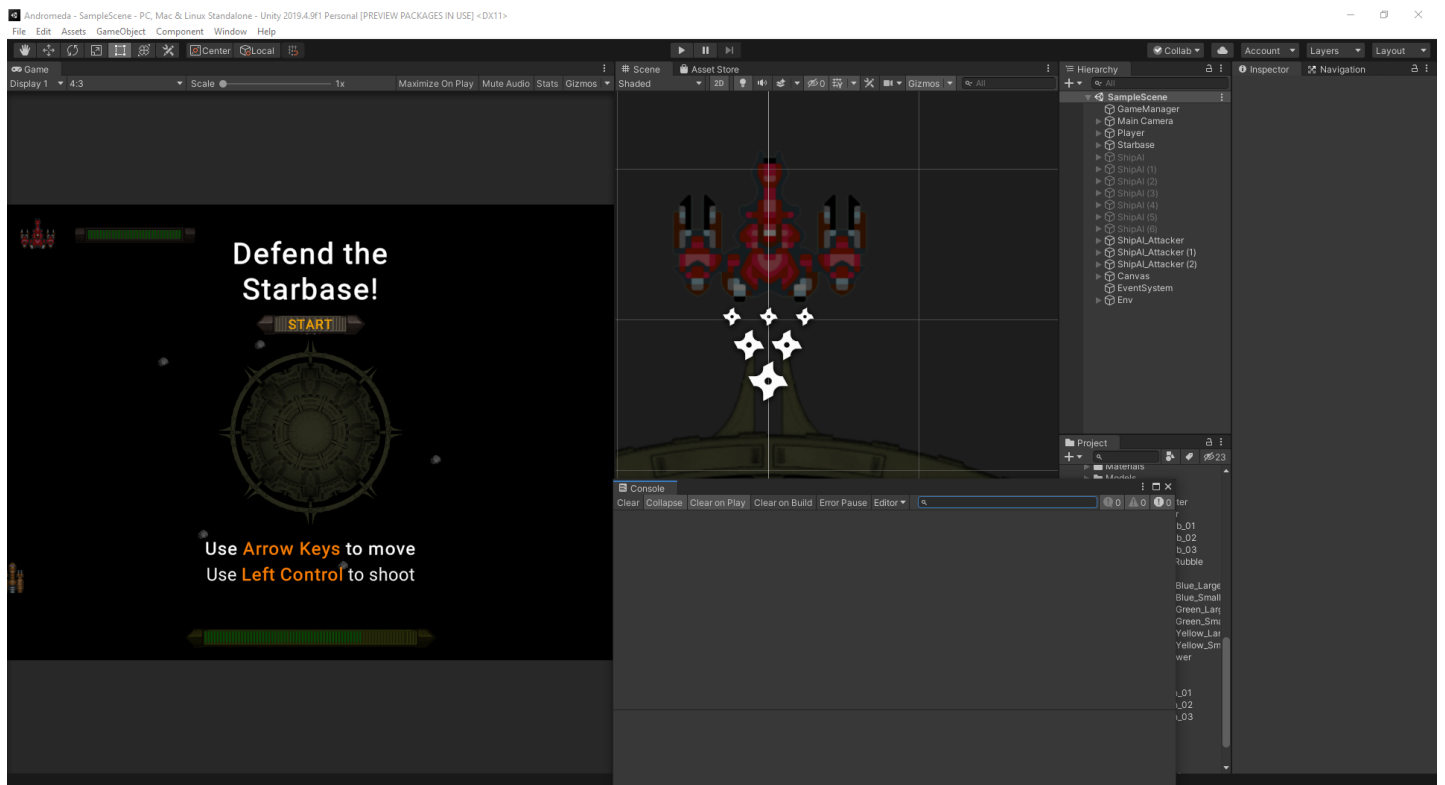 Andromeda - SampleScene - PC, Mac & Linux Standalone - Unity 2019.4.9f1 Personal [PREVIEW PACKAGES IN USE] <DX11>
File Edit Assets GameObject Component Window Help
Center Local
Collab Account Layers Layout
Game
Display 1 4:3 Scale 1x Maximize On Play Mute Audio Stats Gizmos
Defend the
Starbase!
START
Use Arrow Keys to move
Use Left Control to shoot
Scene Asset Store
Shaded 2D 0 Gizmos All
Hierarchy
All
SampleScene
GameManager
Main Camera
Player
Starbase
ShipAI
ShipAI (1)
ShipAI (2)
ShipAI (3)
ShipAI (4)
ShipAI (5)
ShipAI (6)
ShipAI_Attacker
ShipAI_Attacker (1)
ShipAI_Attacker (2)
Canvas
EventSystem
Env
Inspector Navigation
Project
23
Materials
Models
ter
r
b_01
b_02
b_03
Rubble
Blue_Large
Blue_Small
Green_Larg
Green_Sma
Yellow_Lar
Yellow_Sm
wer
_01
_02
_03
Console
Clear Collapse Clear on Play Clear on Build Error Pause Editor 0 0 0